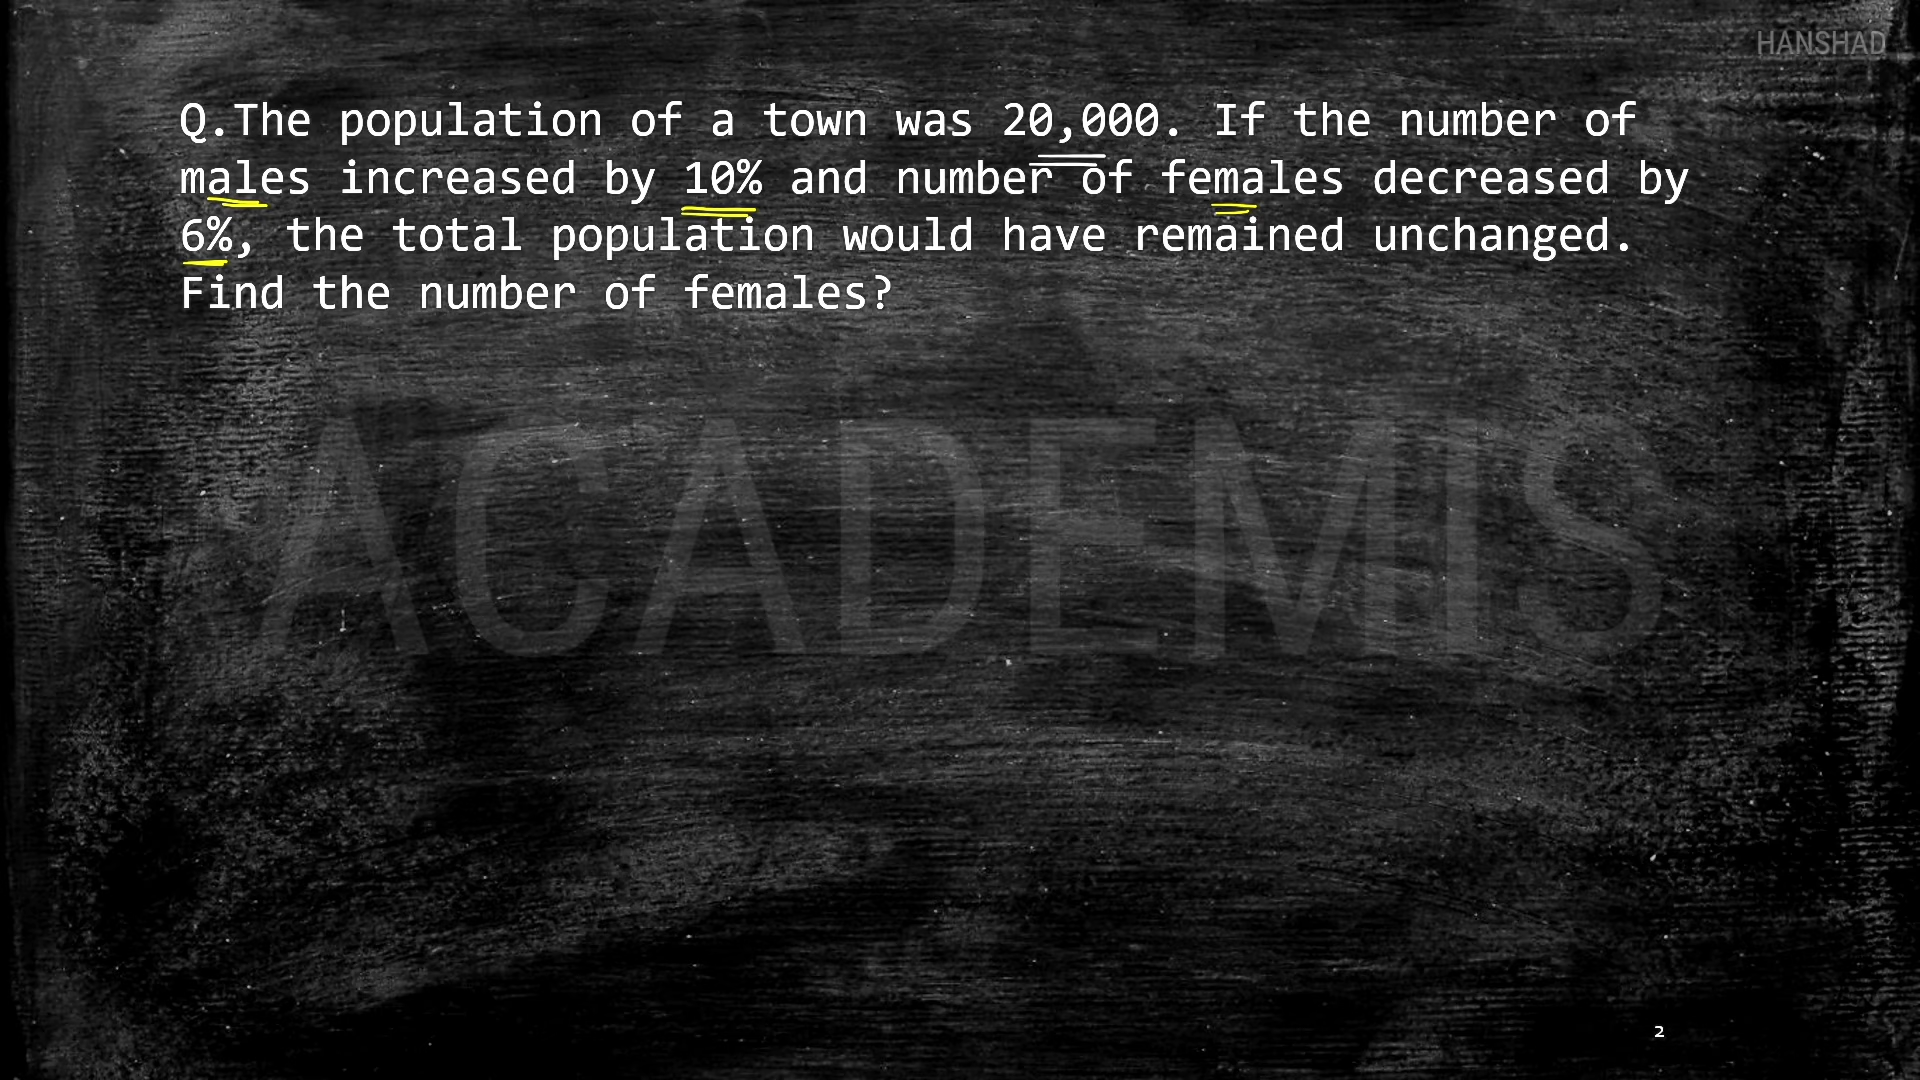 HANSHAD
Q.The population of a town was 20,000. If the number of
males increased by 10% and number of females decreased by
6%, the total population would have remained unchanged.
Find the number of females?
ACADEMIS
2